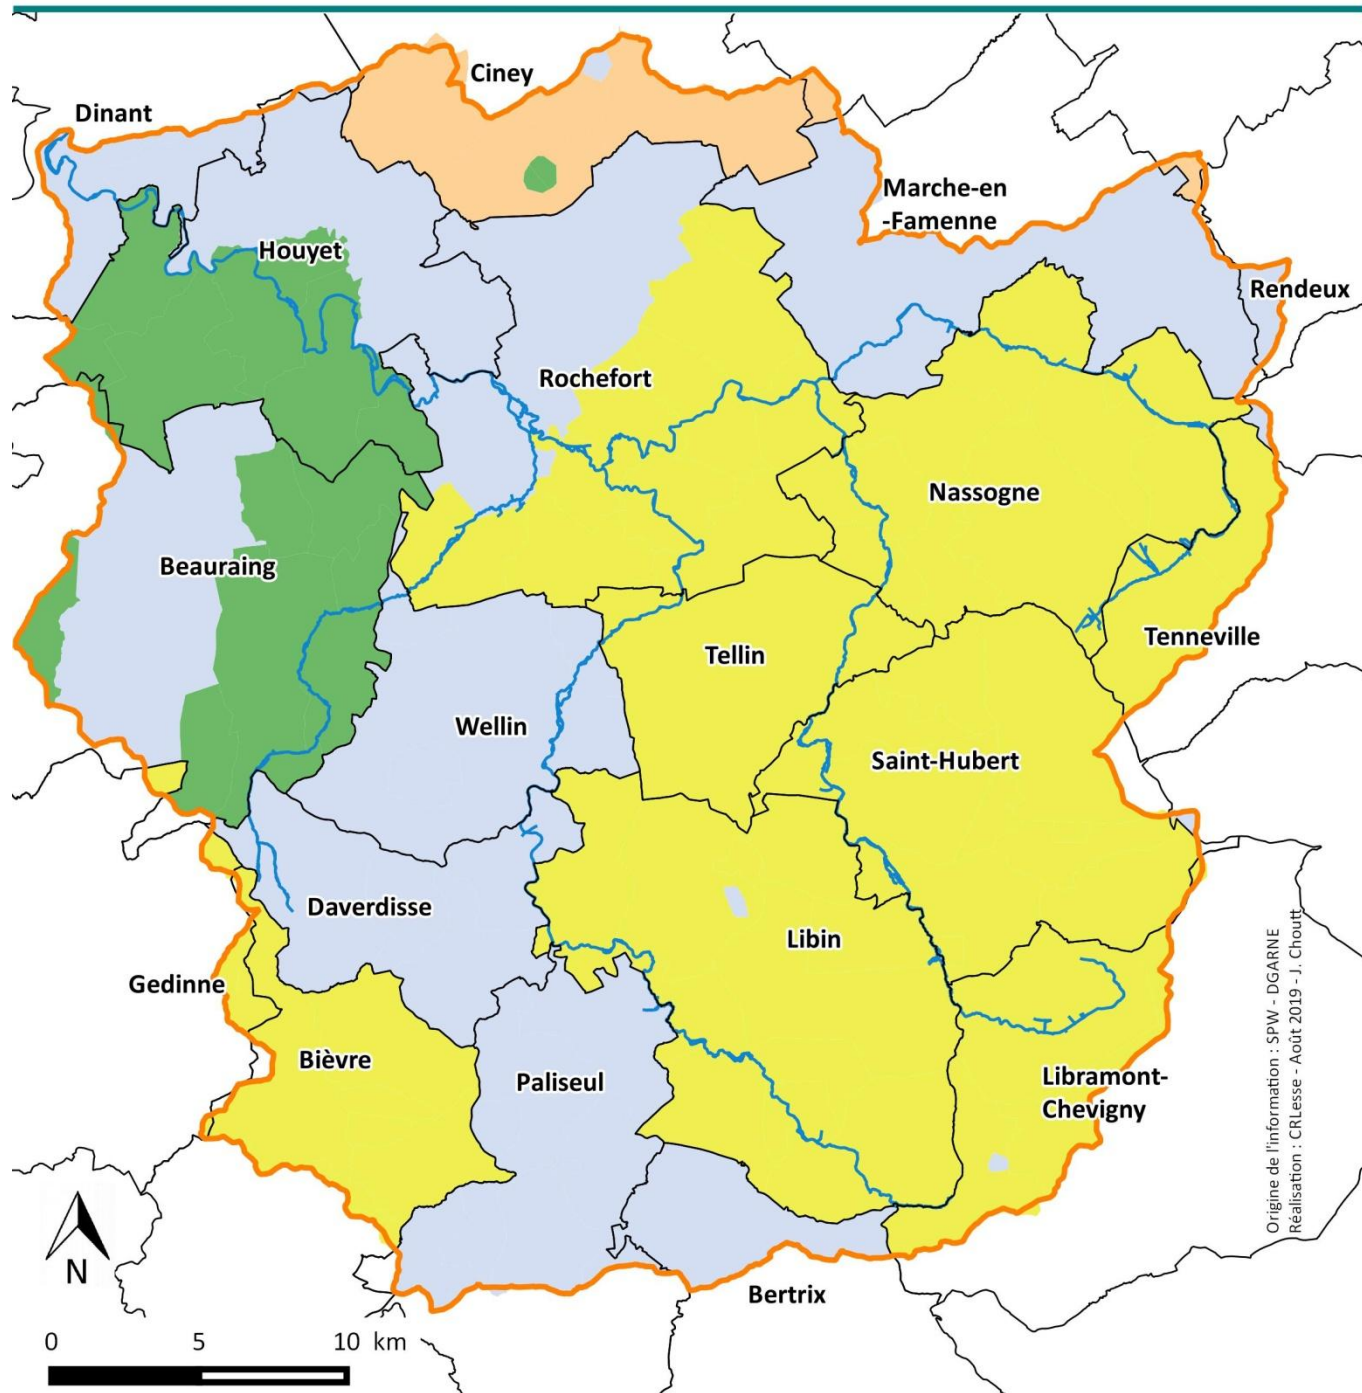 Ciney
Dinant
Marche-en
-Famenne
Houyet
Rendeux
Rochefort
Nassogne
Beauraing
Tenneville
Tellin
Wellin
Saint-Hubert
Daverdisse
Libin
Gedinne
Bièvre
Paliseul
Libramont-
Chevigny
Origine de l'information : SPW - DGARNE
Réalisation : CRLesse - Août 2019 - J. Choutt
N
Bertrix
0 5 10 km